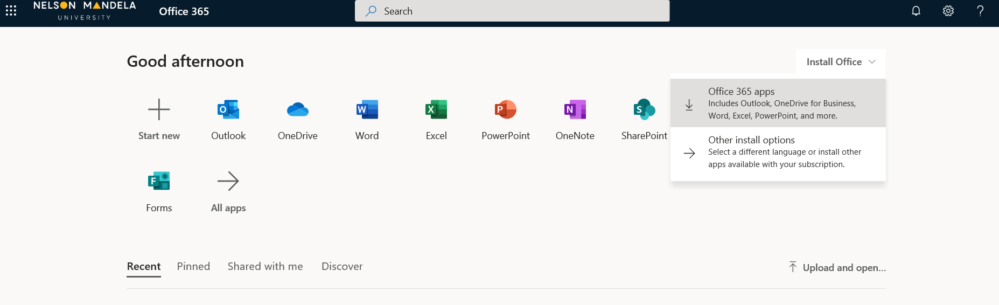 NELSON MANDELA
UNIVERSITY
Office 365
Search
?
Good afternoon
Install Office
Office 365 apps
Includes Outlook, OneDrive for Business,
Word, Excel, PowerPoint, and more.
Other install options
Select a different language or install other
apps available with your subscription.
Start new
Outlook
OneDrive
Word
Excel
PowerPoint
OneNote
SharePoint
Forms
All apps
Recent
Pinned
Shared with me
Discover
Upload and open...